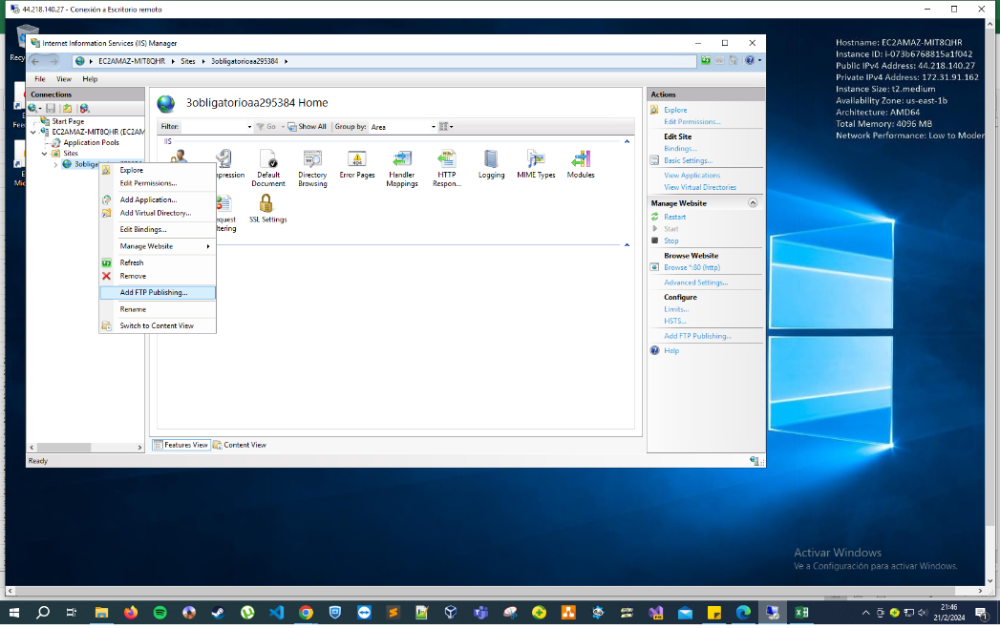 44.218.140.27 - Conexión a Escritorio remoto
Hostname: EC2AMAZ-MIT8QHR
Instance ID: i-073b6768815a1f042
Public IPv4 Address: 44.218.140.27
Private IPv4 Address: 172.31.91.162
Instance Size: t2.medium
Availability Zone: us-east-1b
Architecture: AMD64
Total Memory: 4096 MB
Network Performance: Low to Moder
Recy
Fee
Mic
Internet Information Services (IIS) Manager
EC2AMAZ-MIT8QHR
Sites
3obligatorioaa295384
File
View
Help
Connections
Start Page
EC2AMAZ-MIT8QHR (EC2AM
Application Pools
Sites
3obliga
Explore
Edit Permissions...
Add Application...
Add Virtual Directory...
Edit Bindings...
Manage Website
Refresh
Remove
Add FTP Publishing...
Rename
Switch to Content View
3obligatorioaa295384 Home
Filter:
Go
Show All
Group by:
Area
IIS
mpression
Default Document
Directory Browsing
Error Pages
Handler Mappings
HTTP Respon...
Logging
MIME Types
Modules
equest
ltering
SSL Settings
Features View
Content View
Actions
Explore
Edit Permissions...
Edit Site
Bindings...
Basic Settings...
View Applications
View Virtual Directories
Manage Website
Restart
Start
Stop
Browse Website
Browse *:80 (http)
Advanced Settings...
Configure
Limits...
HSTS...
Add FTP Publishing...
Help
Ready
Activar Windows
Ve a Configuración para activar Windows.
21:46
21/2/2024